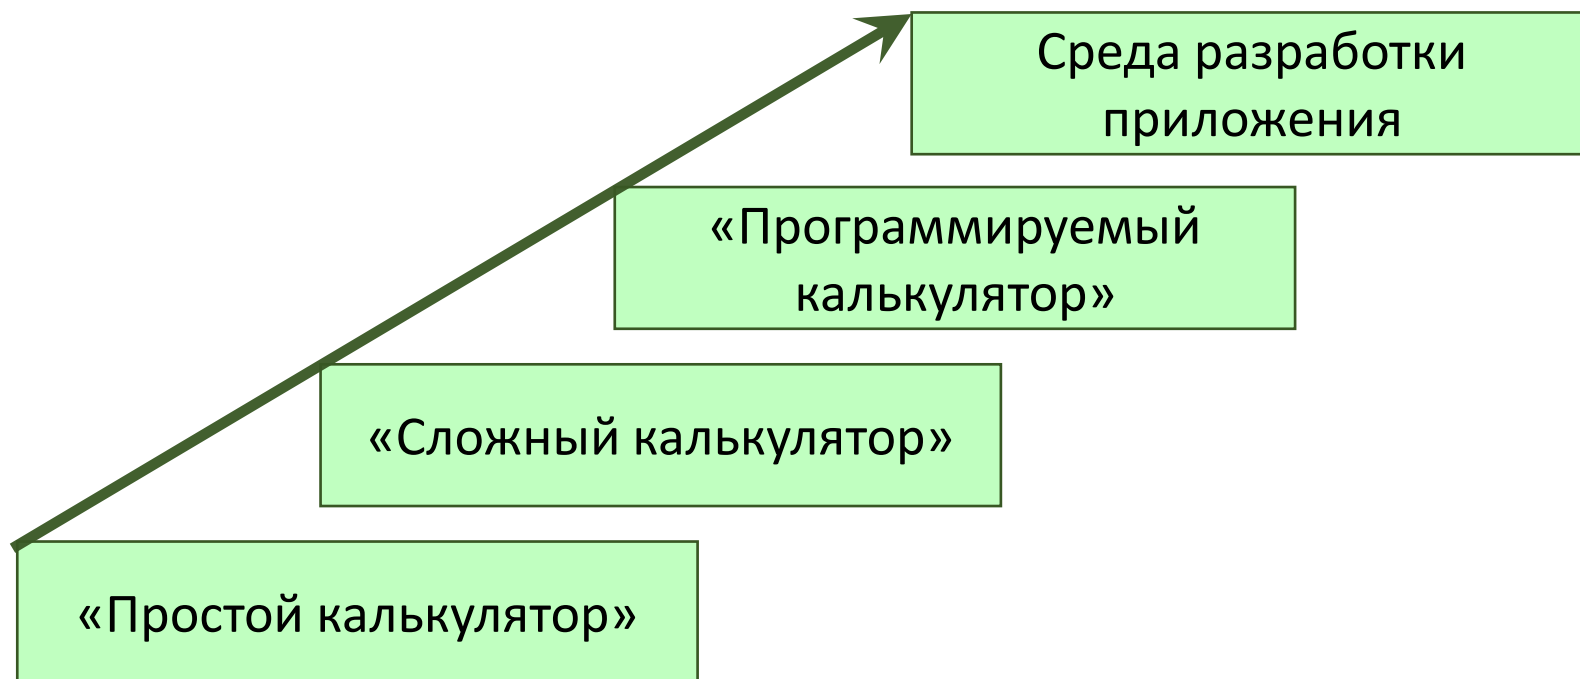 Среда разработки
приложения
«Программируемый
калькулятор»
«Сложный калькулятор»
«Простой калькулятор»